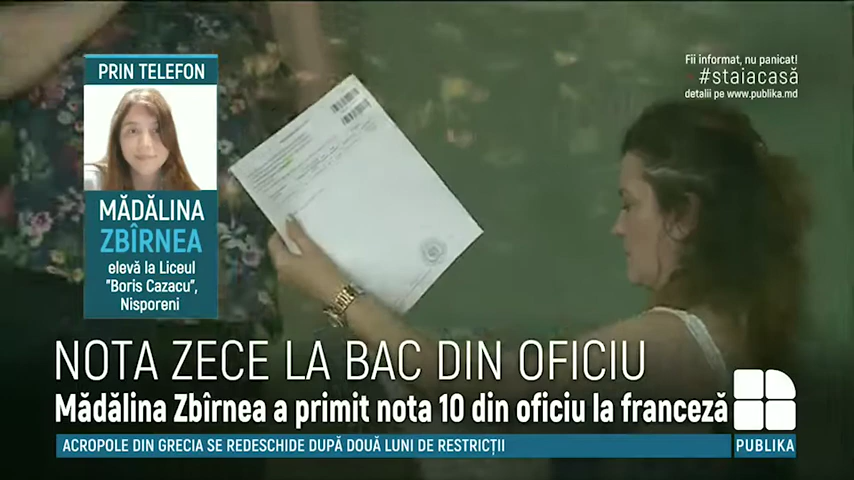 PRIN TELEFON
MĂDĂLINA
ZBÎRNEA
elevă la Liceul
"Boris Cazacu",
Nisporeni
Fii informat, nu panicat!
#staiacasă
detalii pe www.publika.md
NOTA ZECE LA BAC DIN OFICIU
Mădălina Zbîrnea a primit nota 10 din oficiu la franceză
ACROPOLE DIN GRECIA SE REDESCHIDE DUPĂ DOUĂ LUNI DE RESTRICȚII
PUBLIKA